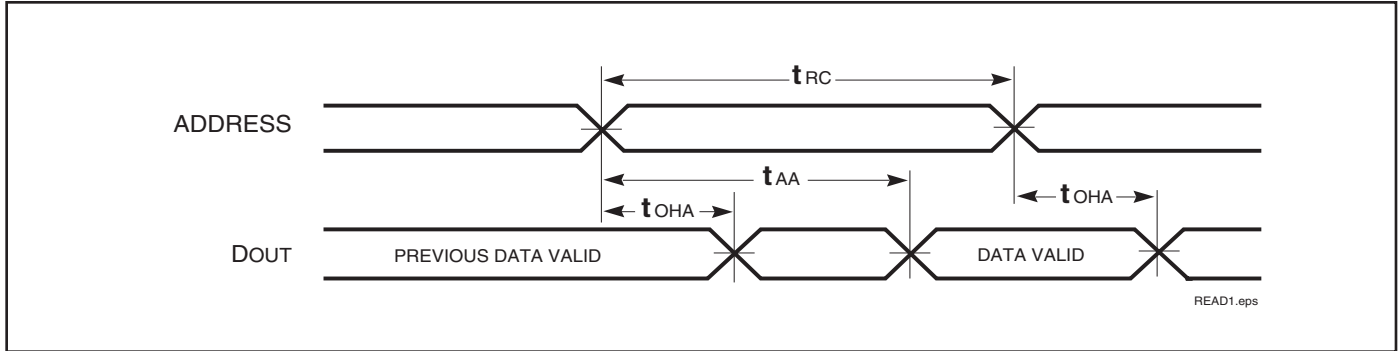 tRC
ADDRESS
tAA
tOHA
tOHA
DOUT
PREVIOUS DATA VALID
DATA VALID
READ1.eps